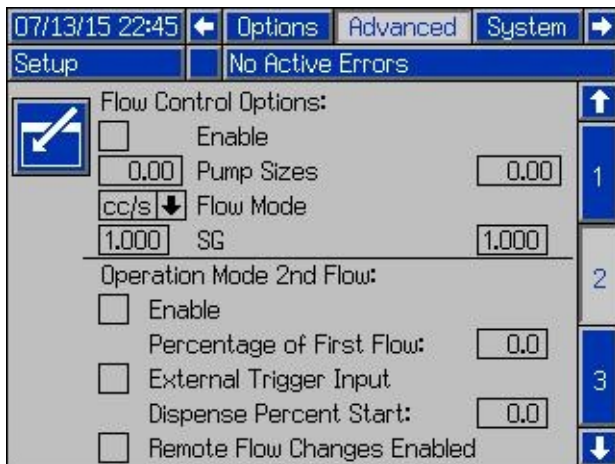 07/13/15 22:45 Options Advanced System
Setup No Active Errors
Flow Control Options:
Enable
0.00 Pump Sizes 0.00
cc/s Flow Mode
1.000 SG 1.000
Operation Mode 2nd Flow:
Enable
Percentage of First Flow: 0.0
External Trigger Input
Dispense Percent Start: 0.0
Remote Flow Changes Enabled
1
2
3